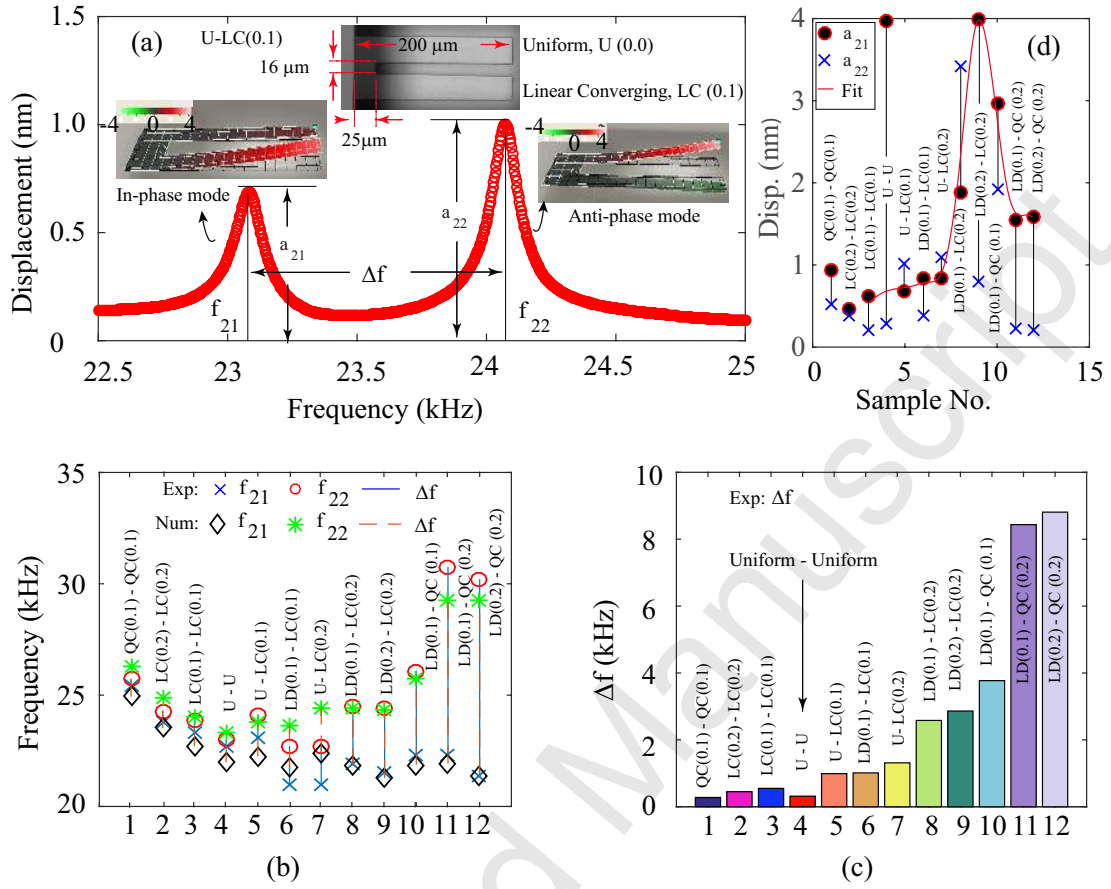 (a)
U-LC(0.1)
200 μm
Uniform, U (0.0)
16 μm
Linear Converging, LC (0.1)
25μm
-4 0 4
-4 0 4
In-phase mode
Anti-phase mode
a21
a22
Δf
f21
f22
Displacement (nm)
1.5
1.0
0.5
0
22.5 23 23.5 24 24.5 25
Frequency (kHz)
(d)
a21
a22
Fit
Disp. (nm)
4
3
2
1
0
0 5 10 15
Sample No.
QC(0.1) - QC(0.1)
LC(0.2) - LC(0.2)
LC(0.1) - LC(0.1)
U - U
U - LC(0.1)
LD(0.1) - LC(0.1)
U-LC(0.2)
LD(0.1) - LC(0.2)
LD(0.2) - LC(0.2)
LD(0.1) - QC (0.1)
LD(0.1) - QC (0.2)
LD(0.2) - QC (0.2)
Frequency (kHz)
35
30
25
20
Exp: f21 f22 Δf
Num: f21 f22 Δf
QC(0.1) - QC(0.1)
LC(0.2) - LC(0.2)
LC(0.1) - LC(0.1)
U - U
U - LC(0.1)
LD(0.1) - LC(0.1)
U-LC(0.2)
LD(0.1) - LC(0.2)
LD(0.2) - LC(0.2)
LD(0.1) - QC (0.1)
LD(0.1) - QC (0.2)
LD(0.2) - QC (0.2)
1 2 3 4 5 6 7 8 9 10 11 12
(b)
Δf (kHz)
10
8
6
4
2
0
Exp: Δf
Uniform - Uniform
QC(0.1) - QC(0.1)
LC(0.2) - LC(0.2)
LC(0.1) - LC(0.1)
U - U
U - LC(0.1)
LD(0.1) - LC(0.1)
U-LC(0.2)
LD(0.1) - LC(0.2)
LD(0.2) - LC(0.2)
LD(0.1) - QC (0.1)
LD(0.1) - QC (0.2)
LD(0.2) - QC (0.2)
1 2 3 4 5 6 7 8 9 10 11 12
(c)
d Manuscript